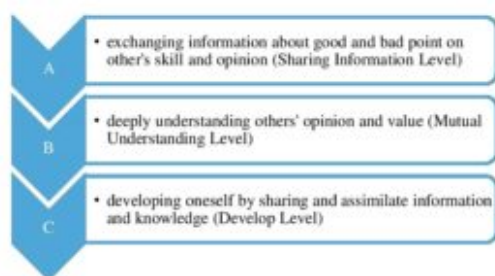 A
• exchanging information about good and bad point on
other's skill and opinion (Sharing Information Level)
B
• deeply understanding others' opinion and value (Mutual
Understanding Level)
C
• developing oneself by sharing and assimilate information
and knowledge (Develop Level)